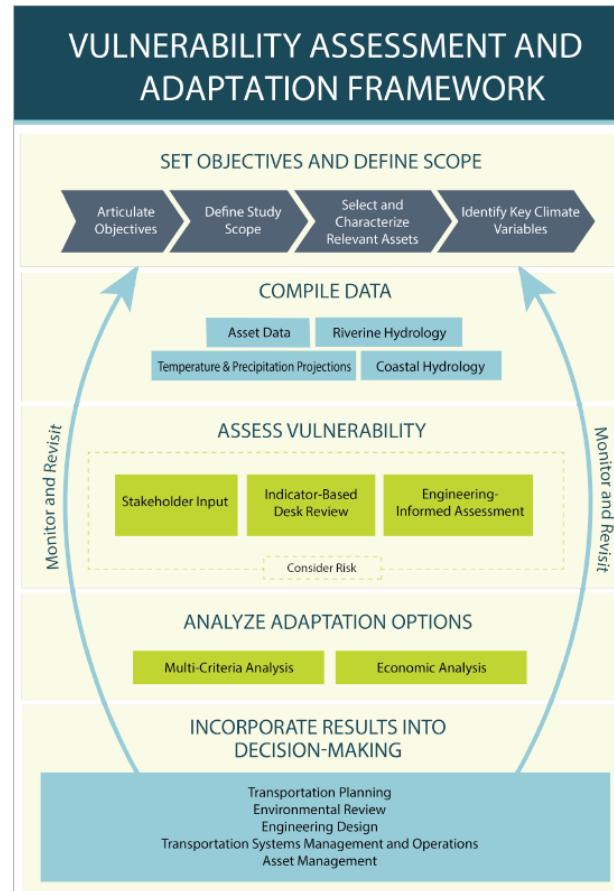 VULNERABILITY ASSESSMENT AND
ADAPTATION FRAMEWORK
SET OBJECTIVES AND DEFINE SCOPE
Articulate
Objectives
Define Study
Scope
Select and
Characterize
Relevant Assets
Identify Key Climate
Variables
COMPILE DATA
Asset Data
Riverine Hydrology
Temperature & Precipitation Projections
Coastal Hydrology
ASSESS VULNERABILITY
Stakeholder Input
Indicator-Based
Desk Review
Engineering-
Informed Assessment
Consider Risk
Monitor and Revisit
Monitor and Revisit
ANALYZE ADAPTATION OPTIONS
Multi-Criteria Analysis
Economic Analysis
INCORPORATE RESULTS INTO
DECISION-MAKING
Transportation Planning
Environmental Review
Engineering Design
Transportation Systems Management and Operations
Asset Management